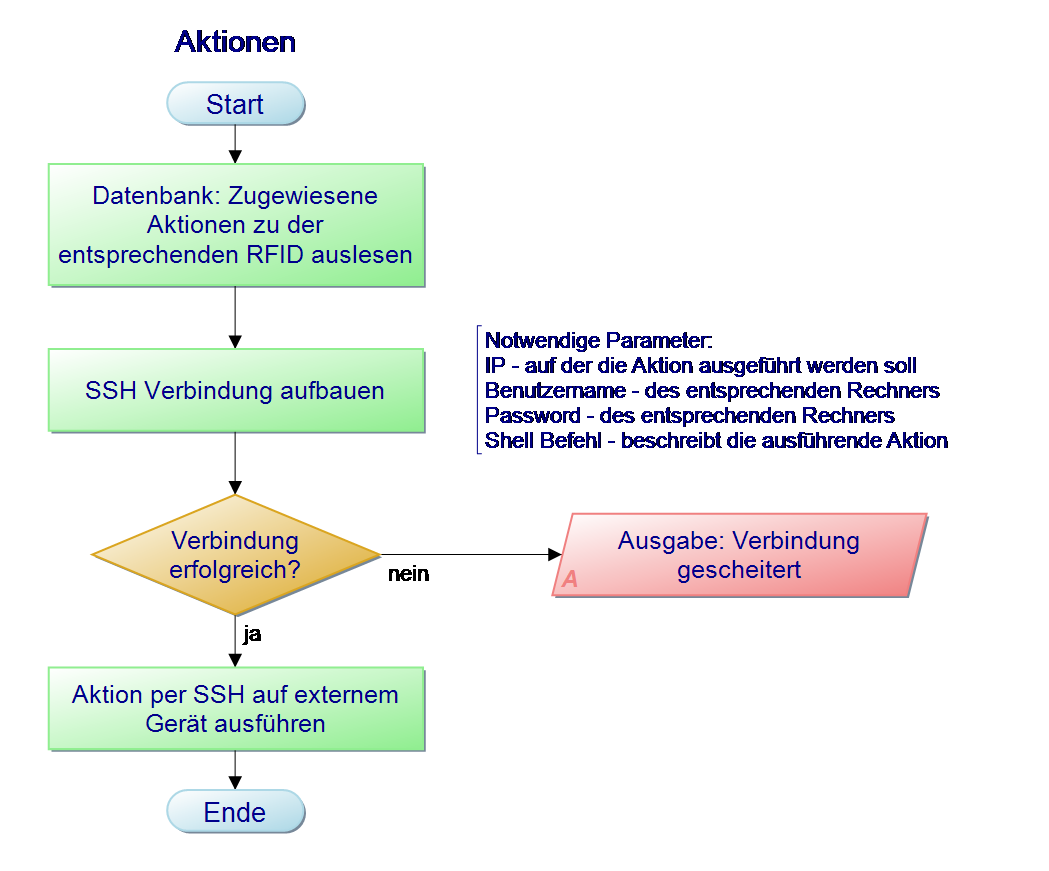 Aktionen
Start
Datenbank: Zugewiesene
Aktionen zu der
entsprechenden RFID auslesen
SSH Verbindung aufbauen
Notwendige Parameter:
IP - auf der die Aktion ausgeführt werden soll
Benutzername - des entsprechenden Rechners
Password - des entsprechenden Rechners
Shell Befehl - beschreibt die ausführende Aktion
Verbindung
erfolgreich?
nein
Ausgabe: Verbindung
gescheitert
A
ja
Aktion per SSH auf externem
Gerät ausführen
Ende